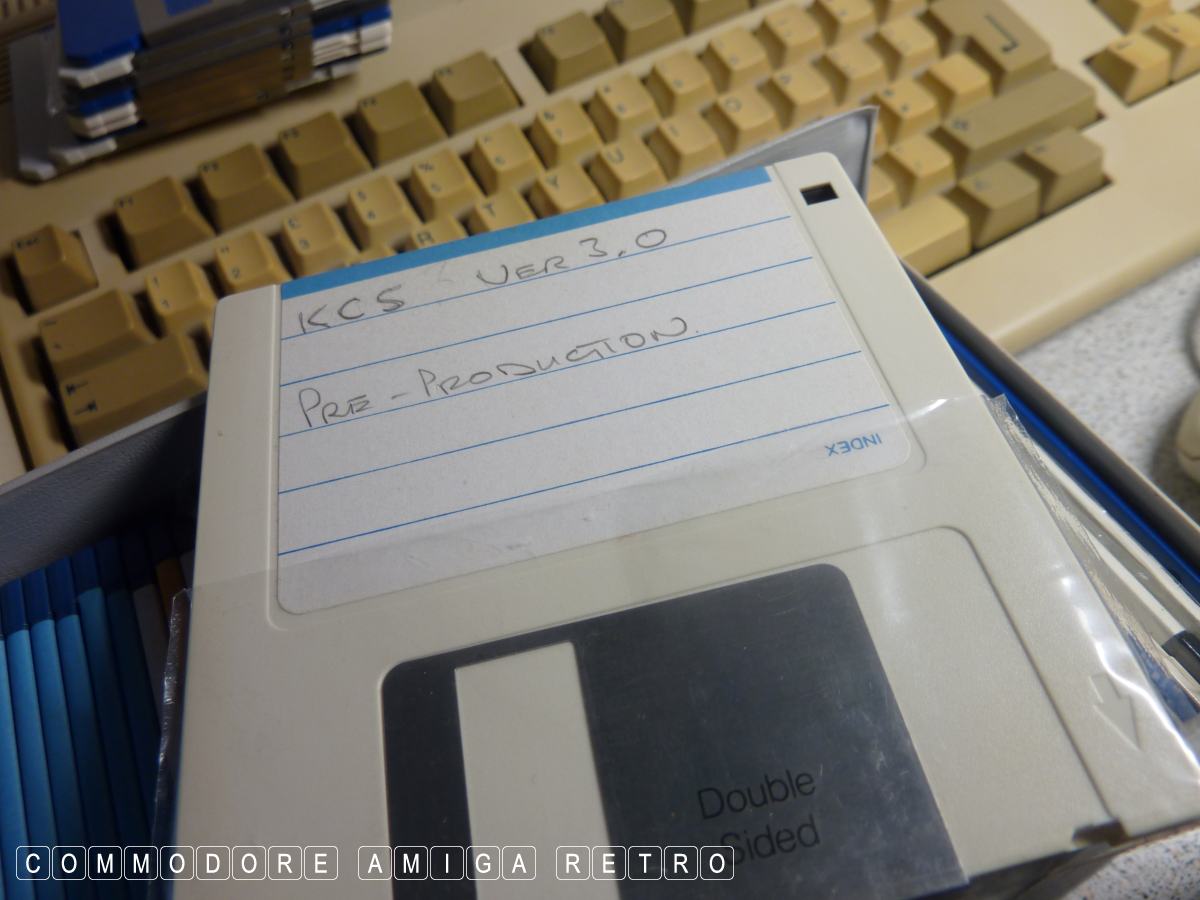 KCS VER 3.0
PRE-PRODUCTION.
INDEX
Double
Sided
COMMODORE AMIGA RETRO